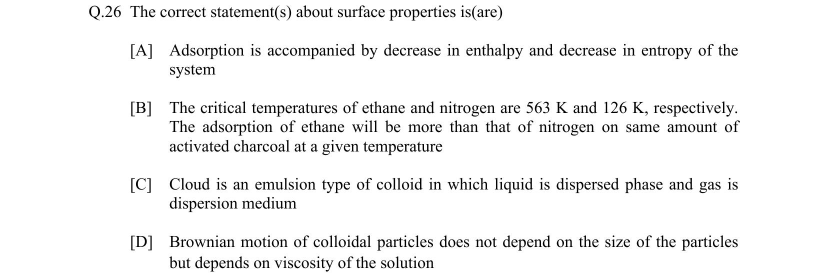 Q.26 The correct statement(s) about surface properties is(are)
[A] Adsorption is accompanied by decrease in enthalpy and decrease in entropy of the
system
[B] The critical temperatures of ethane and nitrogen are 563 K and 126 K, respectively.
The adsorption of ethane will be more than that of nitrogen on same amount of
activated charcoal at a given temperature
[C] Cloud is an emulsion type of colloid in which liquid is dispersed phase and gas is
dispersion medium
[D] Brownian motion of colloidal particles does not depend on the size of the particles
but depends on viscosity of the solution